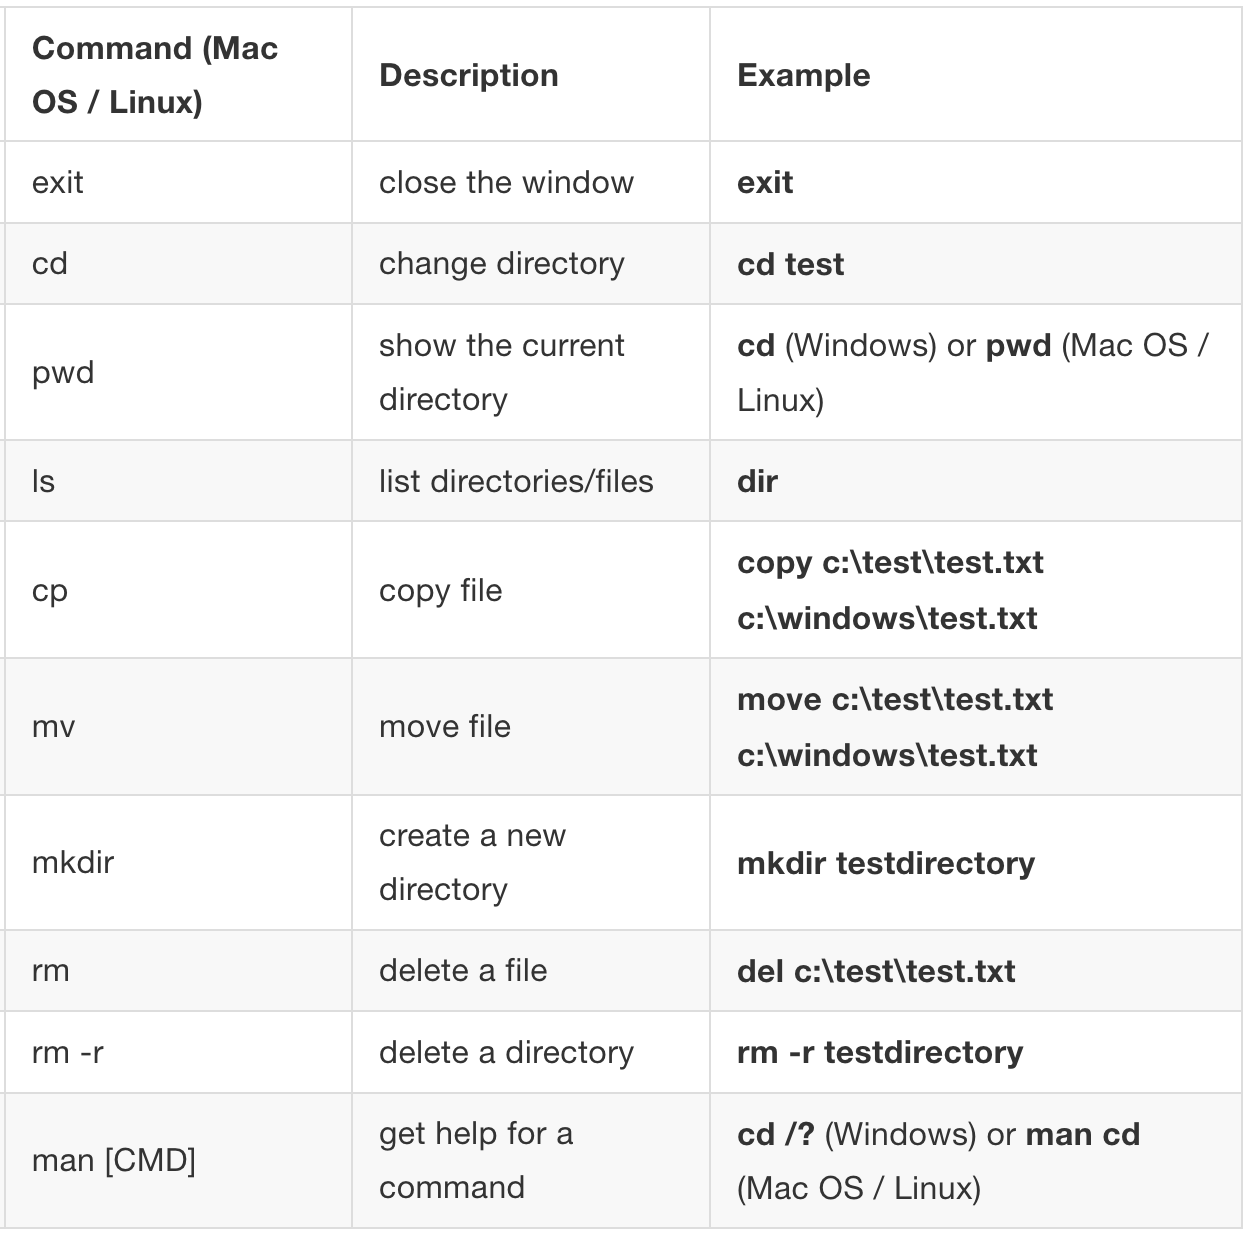 Command (Mac
OS / Linux)
Description
Example
exit
close the window
exit
cd
change directory
cd test
pwd
show the current
directory
cd (Windows) or pwd (Mac OS /
Linux)
ls
list directories/files
dir
cp
copy file
copy c:\test\test.txt
c:\windows\test.txt
mv
move file
move c:\test\test.txt
c:\windows\test.txt
mkdir
create a new
directory
mkdir testdirectory
rm
delete a file
del c:\test\test.txt
rm -r
delete a directory
rm -r testdirectory
man [CMD]
get help for a
command
cd /? (Windows) or man cd
(Mac OS / Linux)